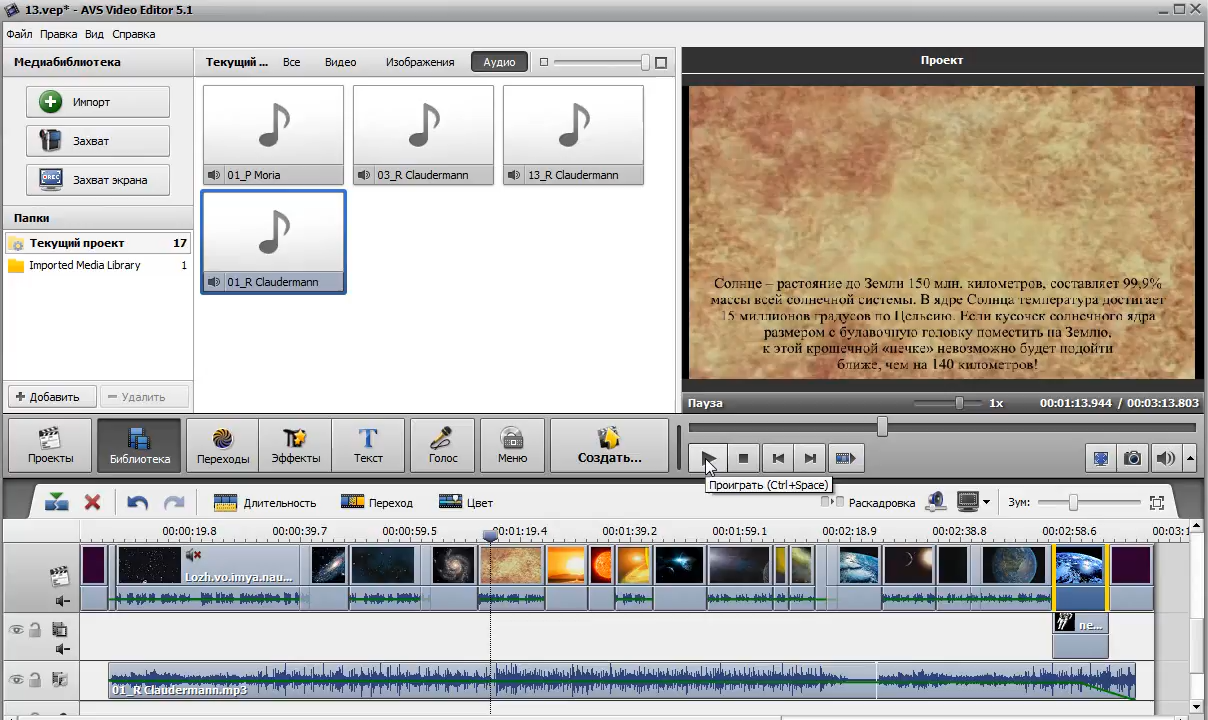 13.vep* - AVS Video Editor 5.1
Файл Правка Вид Справка
Медиабиблиотека
Текущий ... Все Видео Изображения Аудио
Проект
Импорт
Захват
Захват экрана
01_P Moria
03_R Claudermann
13_R Claudermann
01_R Claudermann
Папки
Текущий проект 17
Imported Media Library 1
Солнце – растояние до Земли 150 млн. километров, составляет 99,9%
массы всей солнечной системы. В ядре Солнца температура достигает
15 миллионов градусов по Цельсию. Если кусочек солнечного ядра
размером с булавочную головку поместить на Землю,
к этой крошечной «печке» невозможно будет подойти
ближе, чем на 140 километров!
Добавить Удалить
Пауза 1x 00:01:13.944 / 00:03:13.803
Проекты Библиотека Переходы Эффекты Текст Голос Меню Создать...
Проиграть (Ctrl+Space)
Длительность Переход Цвет Раскадровка Зум:
00:00:19.8 00:00:39.7 00:00:59.5 00:01:19.4 00:01:39.2 00:01:59.1 00:02:18.9 00:02:38.8 00:02:58.6 00:03:1
Lozh.vo.imya.nau...
ne...
01_R Claudermann.mp3